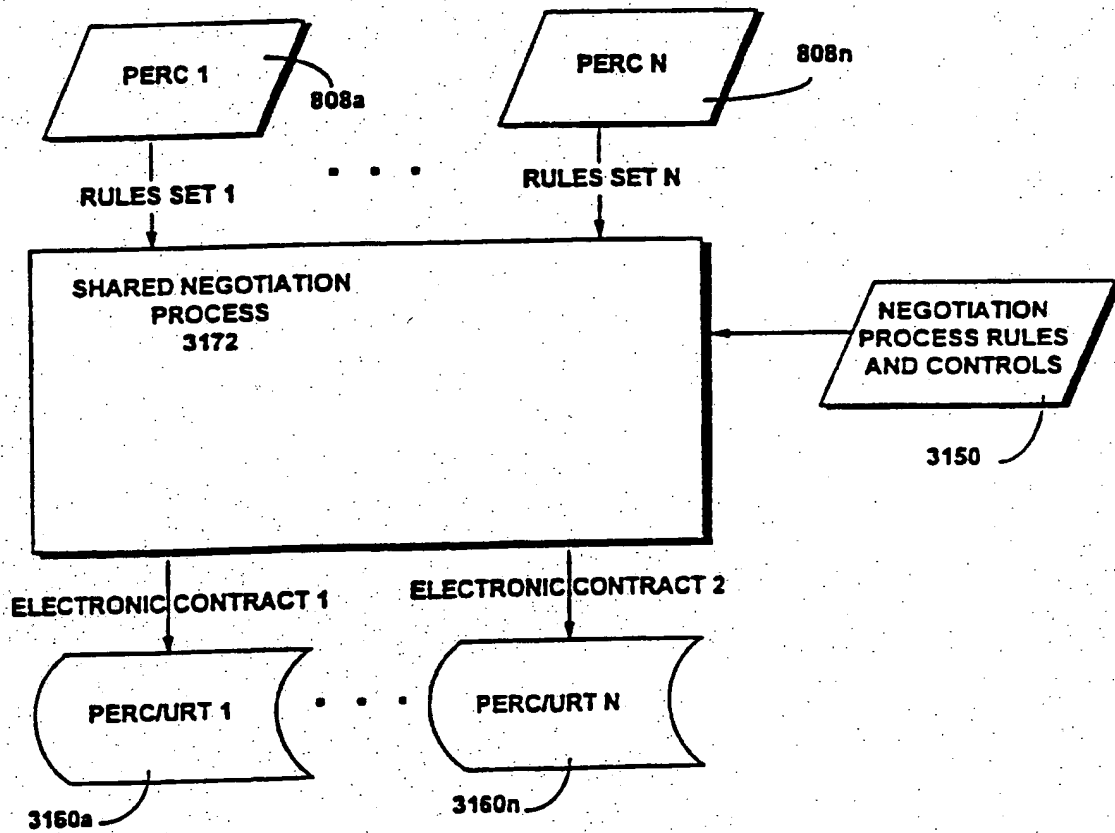 PERC 1
808a
PERC N
808n
RULES SET 1
RULES SET N
SHARED NEGOTIATION
PROCESS
3172
NEGOTIATION
PROCESS RULES
AND CONTROLS
3150
ELECTRONIC CONTRACT 1
ELECTRONIC CONTRACT 2
PERC/URT 1
PERC/URT N
3160a
3160n